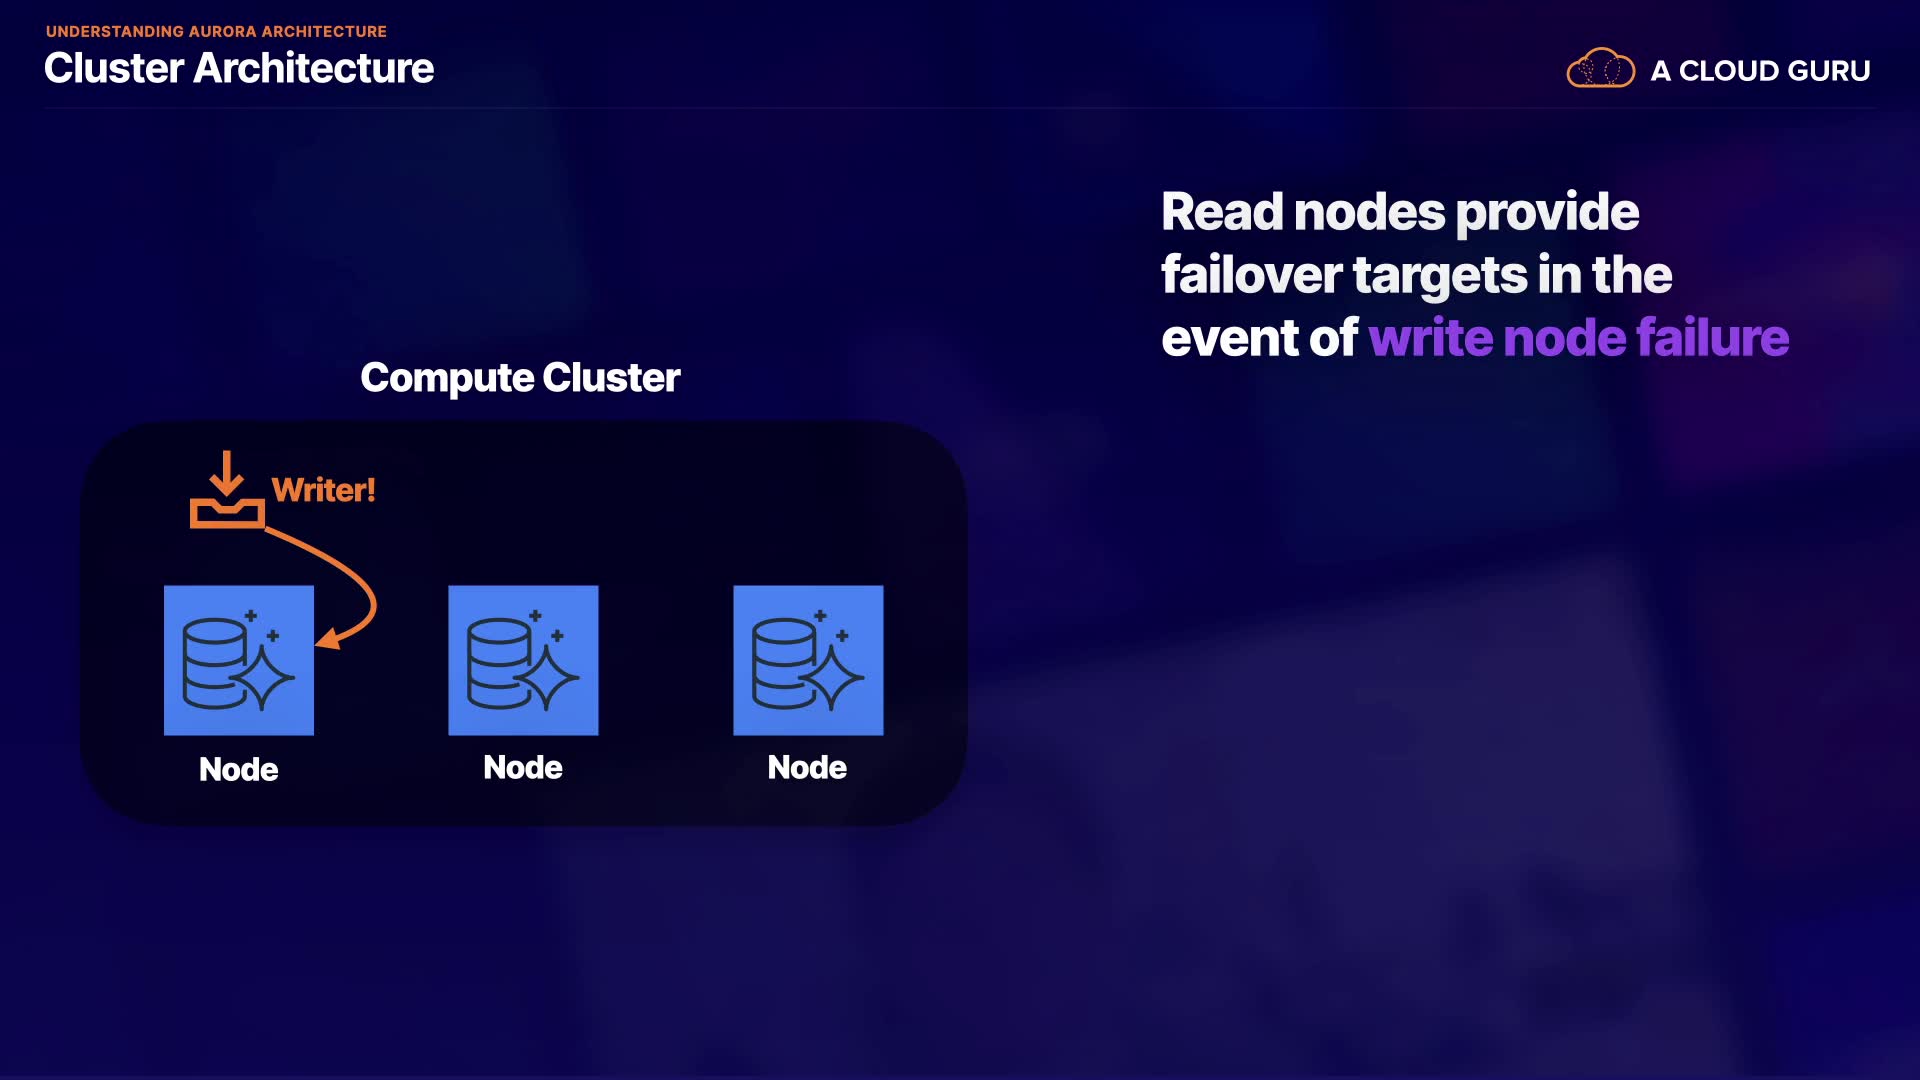 UNDERSTANDING AURORA ARCHITECTURE
Cluster Architecture
A CLOUD GURU
Read nodes provide
failover targets in the
event of write node failure
Compute Cluster
Writer!
Node
Node
Node